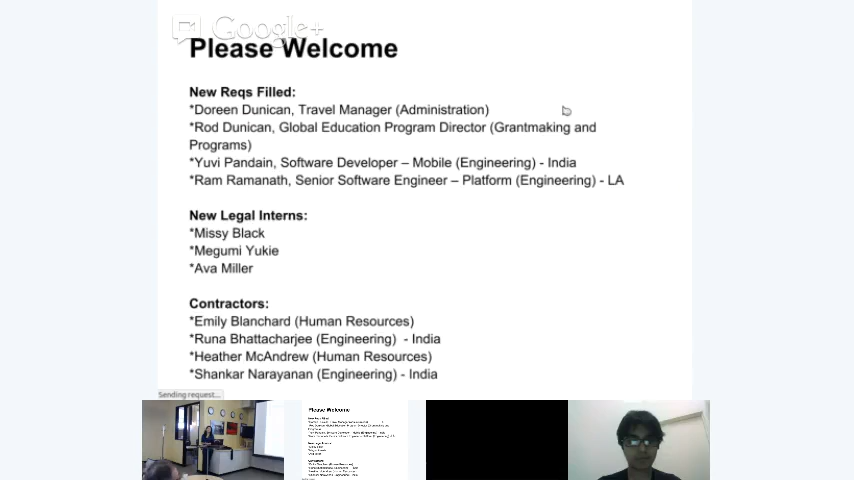 Google+
Please Welcome
New Reqs Filled:
*Doreen Dunican, Travel Manager (Administration)
*Rod Dunican, Global Education Program Director (Grantmaking and
Programs)
*Yuvi Pandain, Software Developer – Mobile (Engineering) - India
*Ram Ramanath, Senior Software Engineer – Platform (Engineering) - LA
New Legal Interns:
*Missy Black
*Megumi Yukie
*Ava Miller
Contractors:
*Emily Blanchard (Human Resources)
*Runa Bhattacharjee (Engineering)  - India
*Heather McAndrew (Human Resources)
*Shankar Narayanan (Engineering) - India
Sending request...
Please Welcome